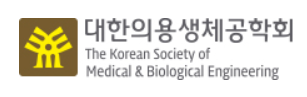 대한의용생체공학회
The Korean Society of
Medical & Biological Engineering